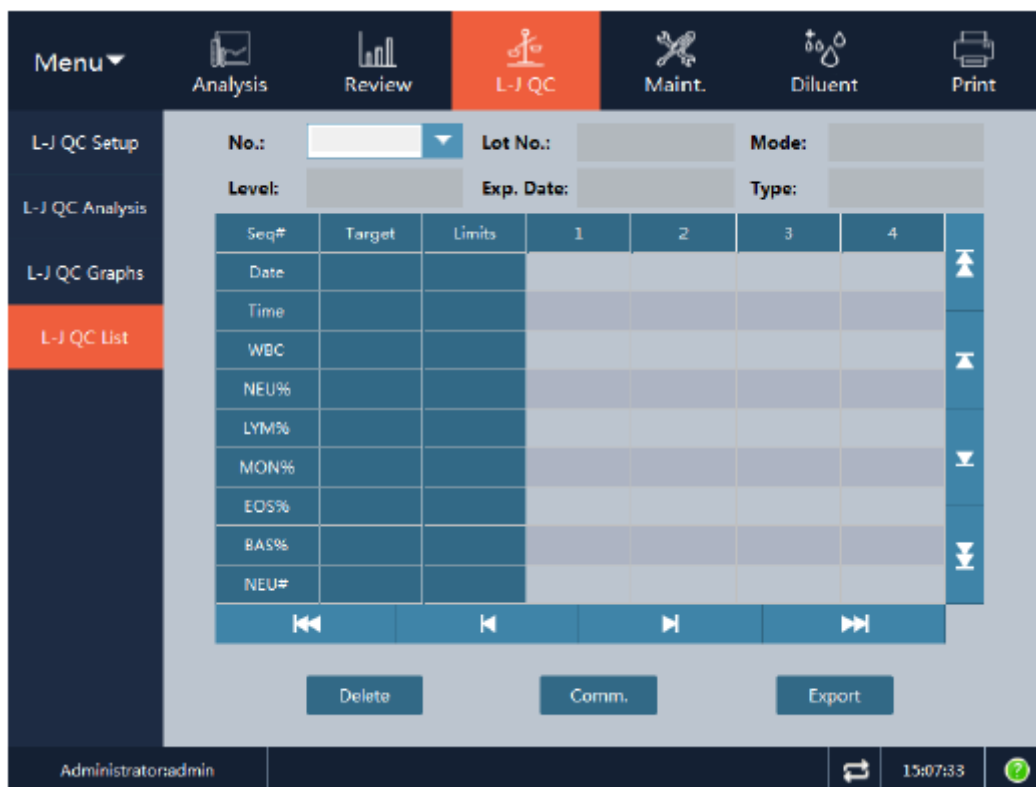 Menu
Analysis
Review
L-J QC
Maint.
Diluent
Print
L-J QC Setup
L-J QC Analysis
L-J QC Graphs
L-J QC List
No.: Lot No.: Mode:
Level: Exp. Date: Type:
Seq# Target Limits 1 2 3 4
Date
Time
WBC
NEU%
LYM%
MON%
EOS%
BAS%
NEU#
Delete Comm. Export
Administrator:admin 15:07:33 ?